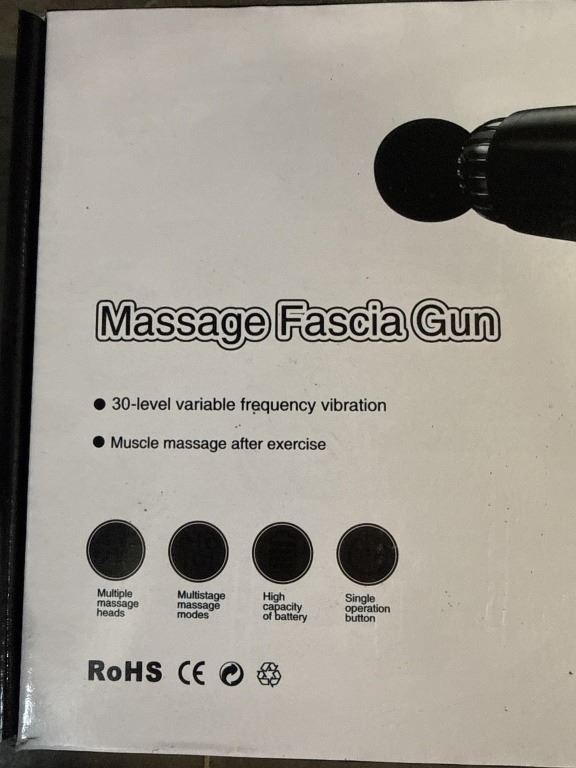 Massage Fascia Gun
● 30-level variable frequency vibration
● Muscle massage after exercise
Multiple
massage
heads
Multistage
massage
modes
High
capacity
of battery
Single
operation
button
RoHS CE